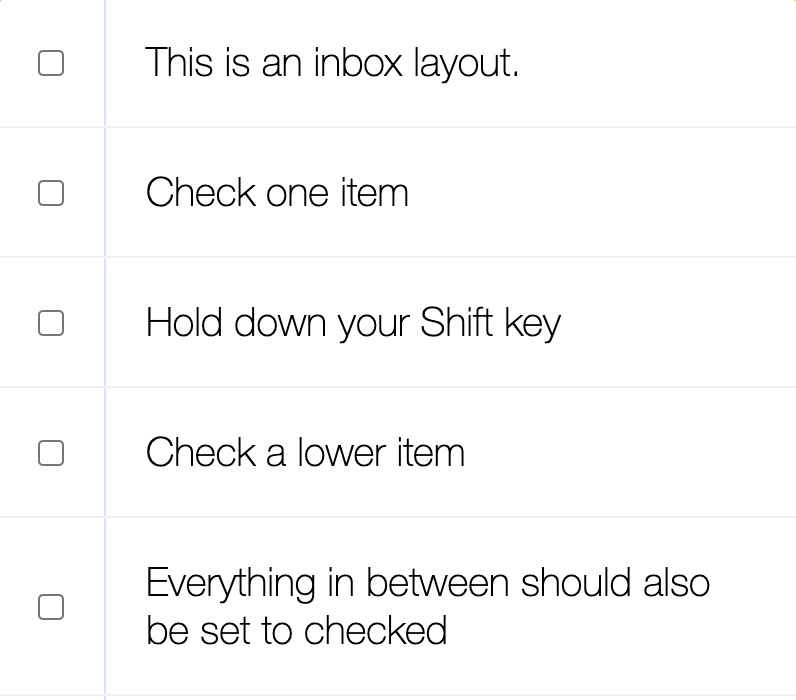 This is an inbox layout.
Check one item
Hold down your Shift key
Check a lower item
Everything in between should also
be set to checked